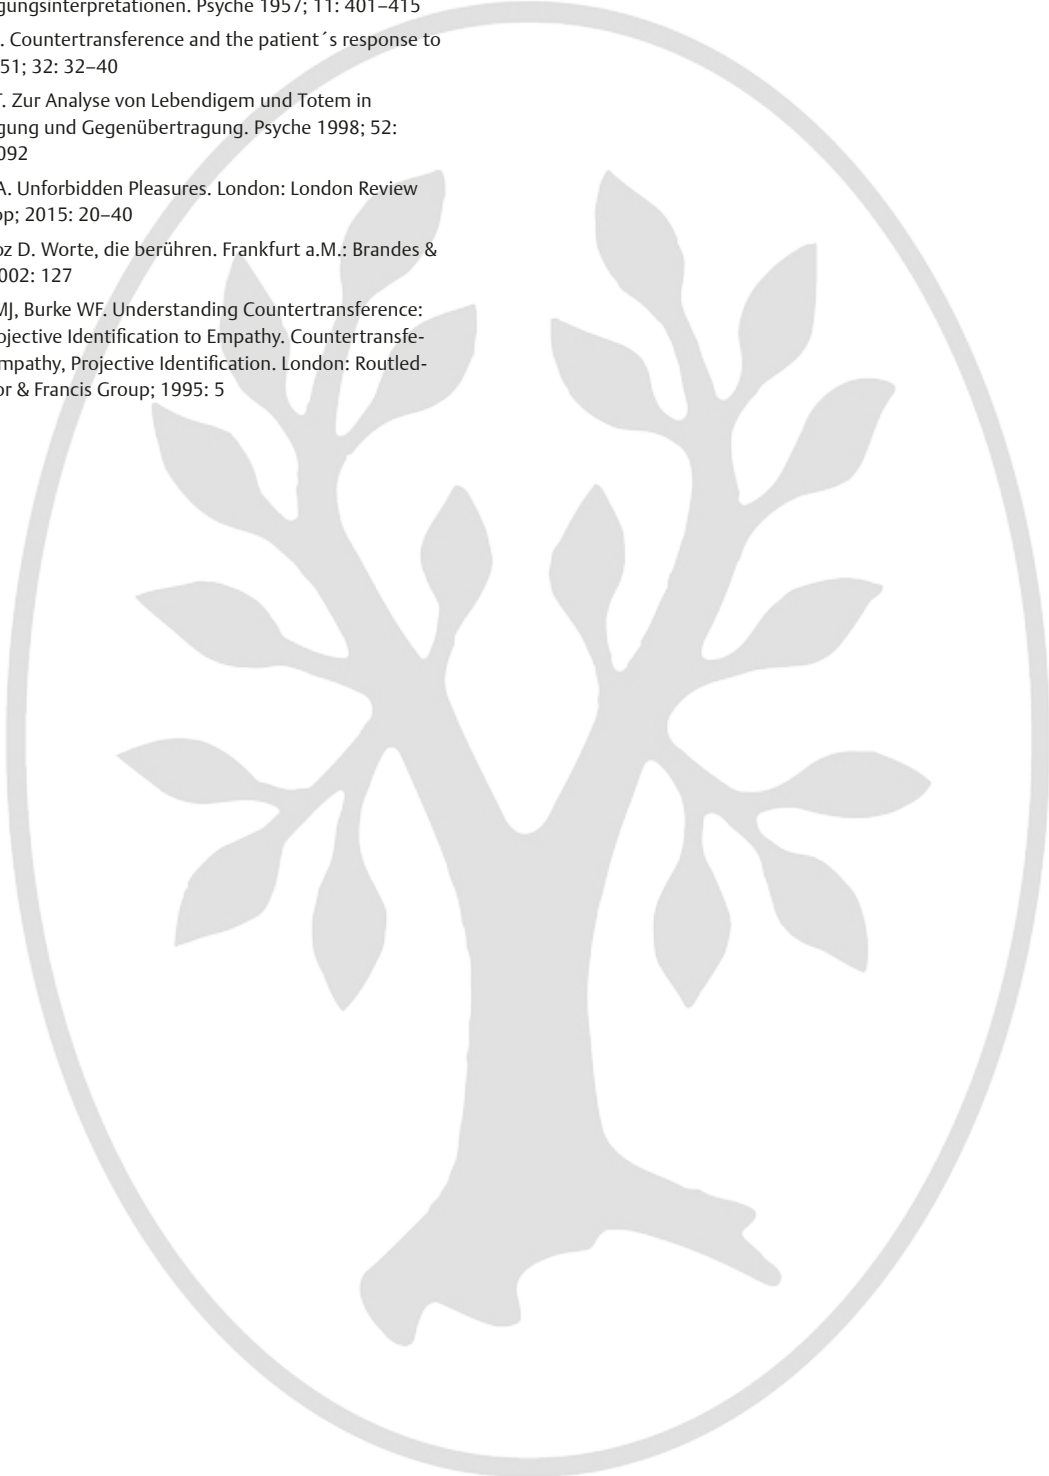 gungsinterpretationen. Psyche 1957; 11: 401–415
. Countertransference and the patient´s response to
51; 32: 32–40
T. Zur Analyse von Lebendigem und Totem in
gung und Gegenübertragung. Psyche 1998; 52:
092
A. Unforbidden Pleasures. London: London Review
op; 2015: 20–40
oz D. Worte, die berühren. Frankfurt a.M.: Brandes &
002: 127
MJ, Burke WF. Understanding Countertransference:
ojective Identification to Empathy. Countertransfe-
mpathy, Projective Identification. London: Routled-
or & Francis Group; 1995: 5